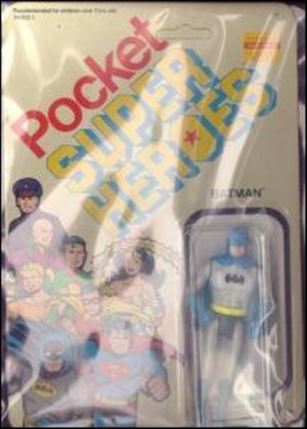 Recommended for children over 3 yrs. old.
Pocket
SUPER
HEROES
BATMAN